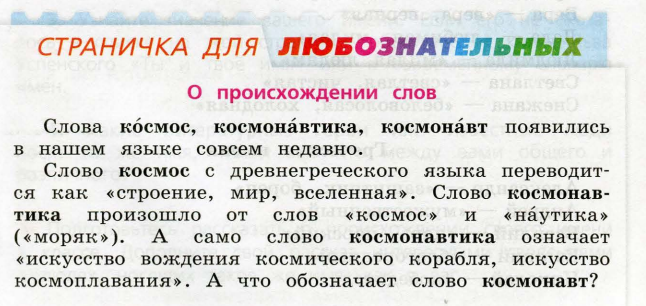 СТРАНИЧКА ДЛЯ ЛЮБОЗНАТЕЛЬНЫХ
О происхождении слов
Слова ко́смос, космона́втика, космона́вт появились
в нашем языке совсем недавно.
Слово космос с древнегреческого языка переводит-
ся как «строение, мир, вселенная». Слово космонав-
тика произошло от слов «космос» и «на́утика»
(«моряк»). А само слово космонавтика означает
«искусство вождения космического корабля, искусство
космоплавания». А что обозначает слово космонавт?